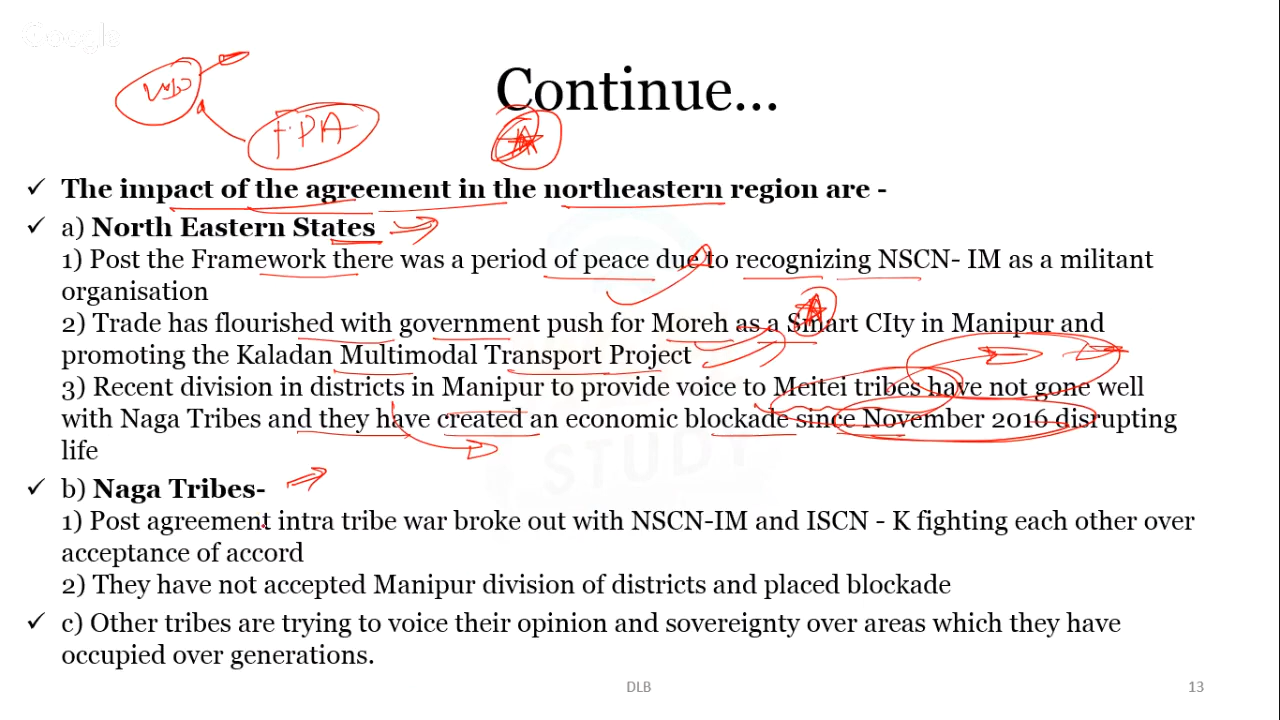 Google
Continue...
FPA
✓ The impact of the agreement in the northeastern region are -
✓ a) North Eastern States
1) Post the Framework there was a period of peace due to recognizing NSCN- IM as a militant
organisation
2) Trade has flourished with government push for Moreh as a Smart CIty in Manipur and
promoting the Kaladan Multimodal Transport Project
3) Recent division in districts in Manipur to provide voice to Meitei tribes have not gone well
with Naga Tribes and they have created an economic blockade since November 2016 disrupting
life
✓ b) Naga Tribes-
1) Post agreement intra tribe war broke out with NSCN-IM and ISCN - K fighting each other over
acceptance of accord
2) They have not accepted Manipur division of districts and placed blockade
✓ c) Other tribes are trying to voice their opinion and sovereignty over areas which they have
occupied over generations.
STUDY
DLB
13